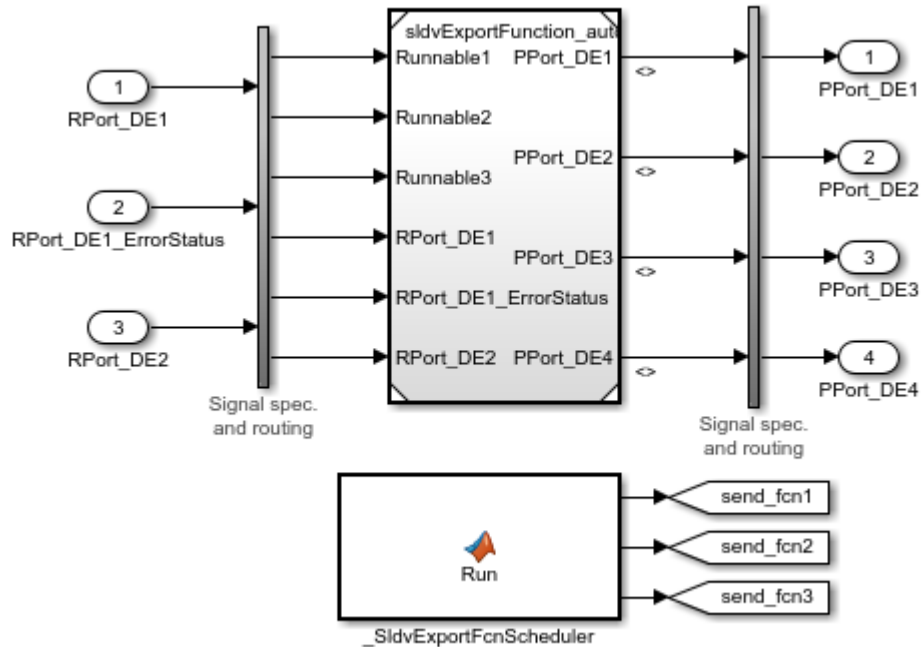 sldvExportFunction_auto
1
RPort_DE1
2
RPort_DE1_ErrorStatus
3
RPort_DE2
Signal spec.
and routing
Runnable1
Runnable2
Runnable3
RPort_DE1
RPort_DE1_ErrorStatus
RPort_DE2
PPort_DE1
PPort_DE2
PPort_DE3
PPort_DE4
<>
<>
<>
<>
Signal spec.
and routing
1
PPort_DE1
2
PPort_DE2
3
PPort_DE3
4
PPort_DE4
Run
_SldvExportFcnScheduler
send_fcn1
send_fcn2
send_fcn3